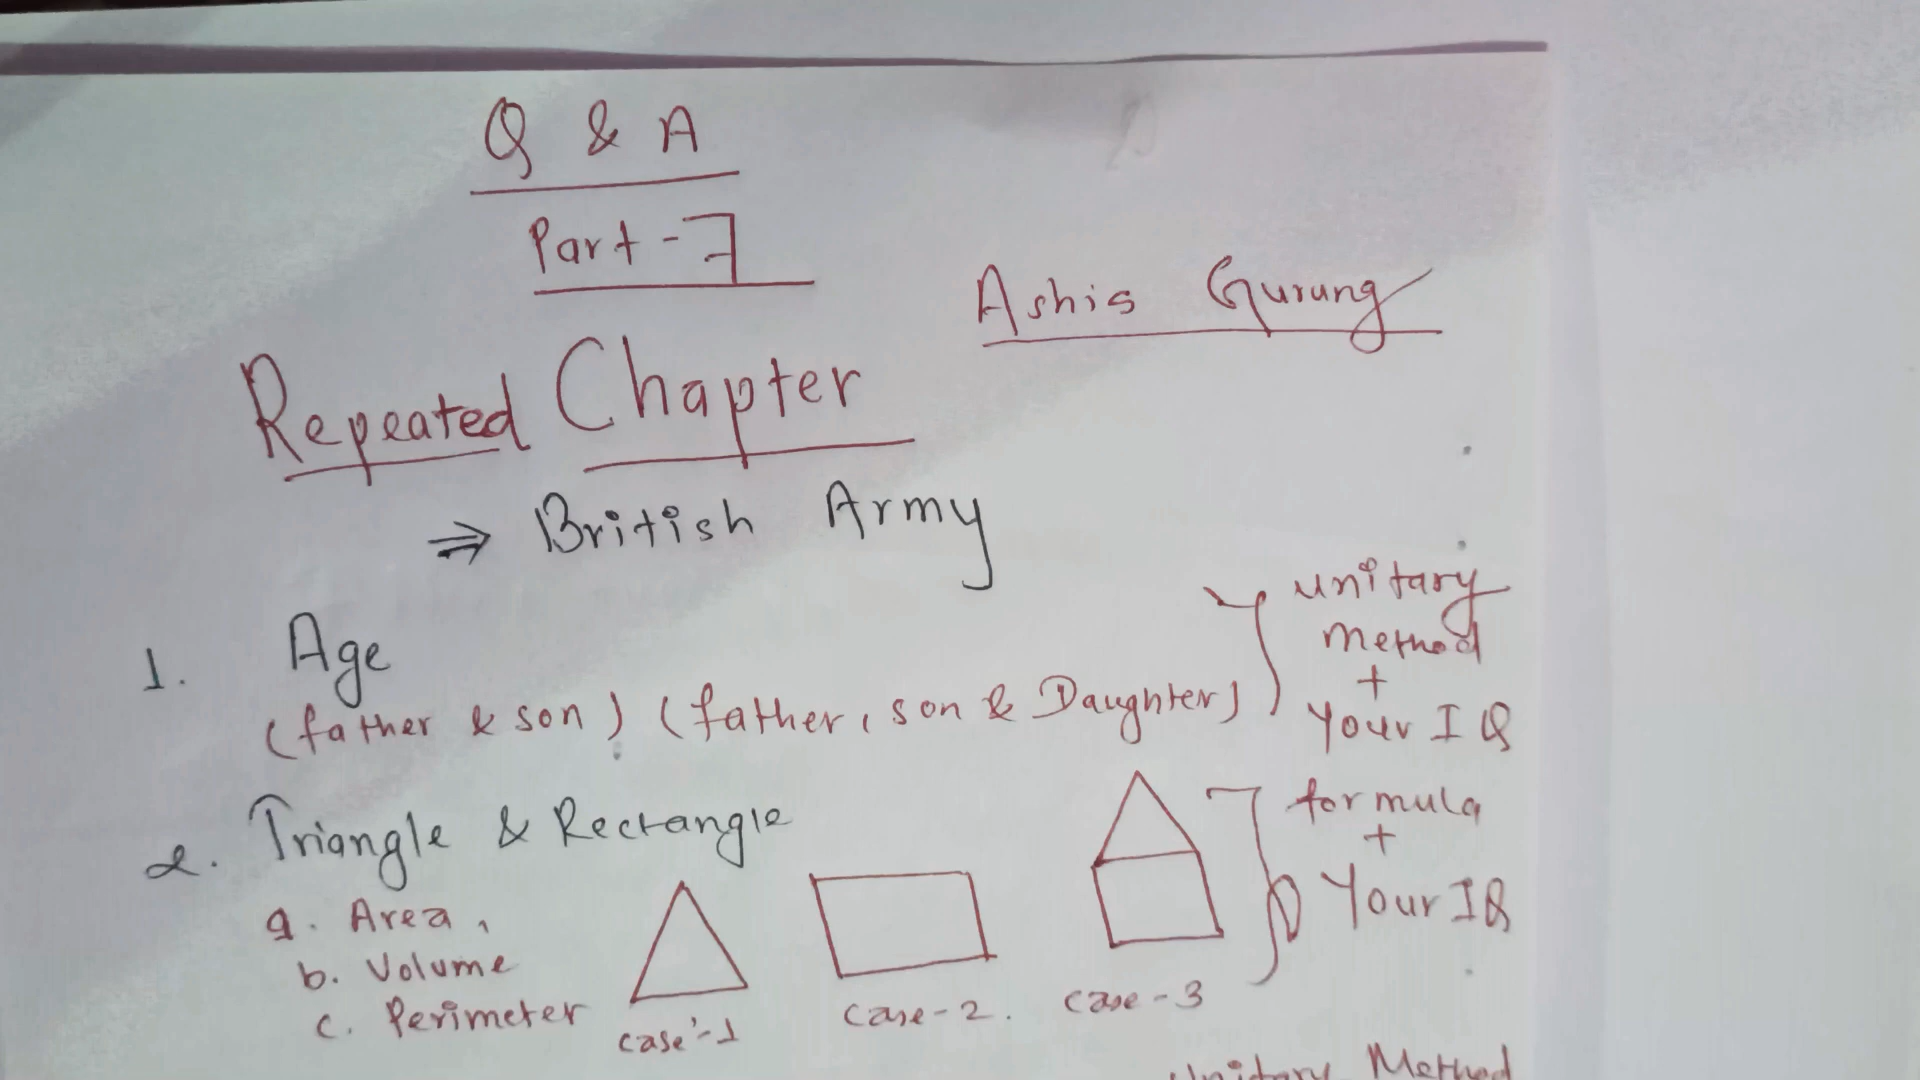 Q & A
Part-7
Ashis Gurung
Repeated Chapter
⇒ British Army
1. Age
(father & son) (father, son & Daughter)
unitary
method
+
Your IQ
2. Triangle & Rectangle
a. Area,
b. Volume
c. Perimeter
case-1
case-2.
case-3
formula
+
Your IQ
Unitary Method